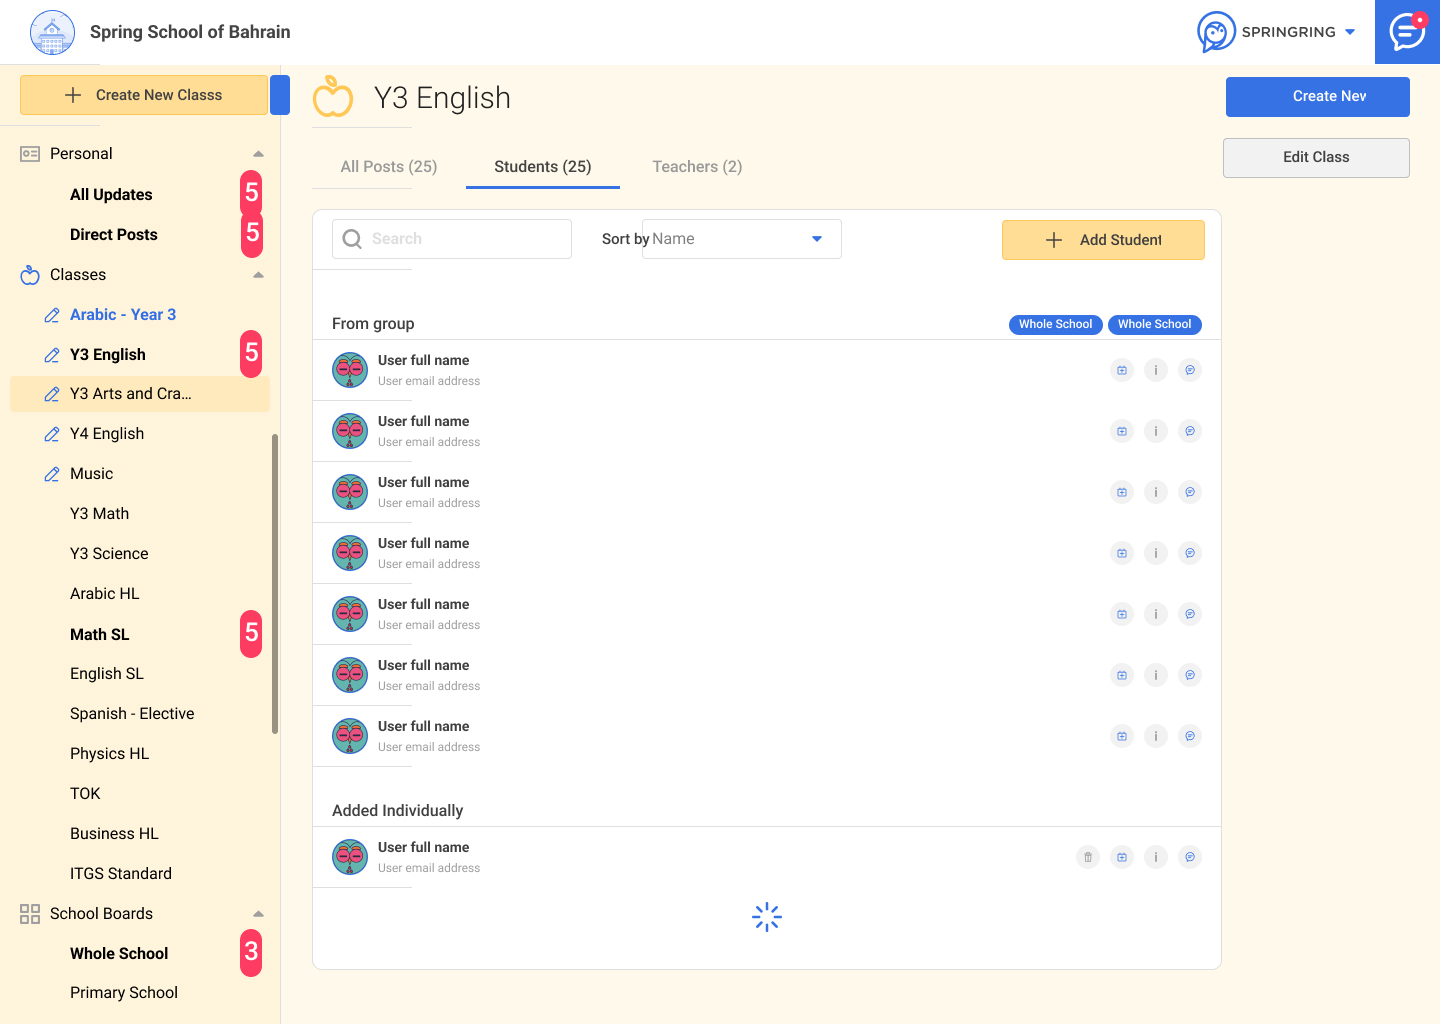 Spring School of Bahrain
SPRINGRING
Create New Classs
Personal
All Updates 5
Direct Posts 5
Classes
Arabic - Year 3
Y3 English 5
Y3 Arts and Cra...
Y4 English
Music
Y3 Math
Y3 Science
Arabic HL
Math SL 5
English SL
Spanish - Elective
Physics HL
TOK
Business HL
ITGS Standard
School Boards
Whole School 3
Primary School
Y3 English
Create New
Edit Class
All Posts (25) Students (25) Teachers (2)
Search Sort by Name Add Student
From group Whole School Whole School
User full name
User email address
User full name
User email address
User full name
User email address
User full name
User email address
User full name
User email address
User full name
User email address
User full name
User email address
Added Individually
User full name
User email address